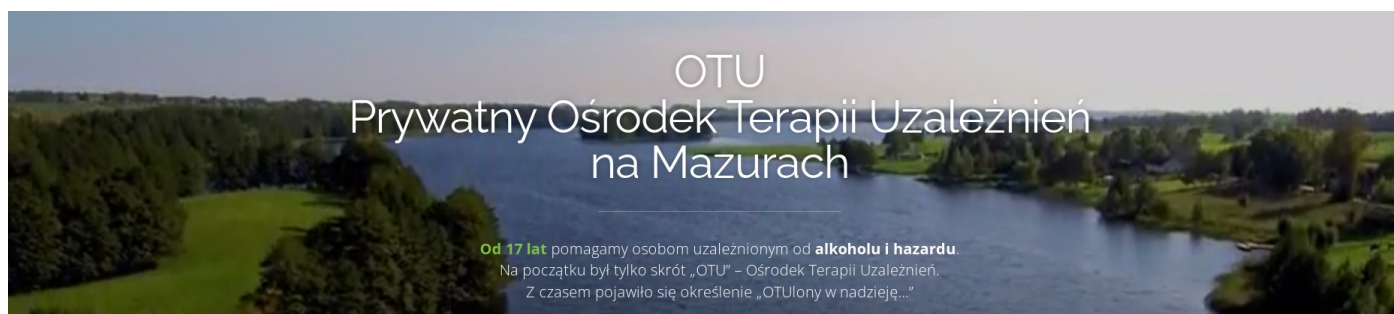 OTU
Prywatny Ośrodek Terapii Uzależnień
na Mazurach
Od 17 lat pomagamy osobom uzależnionym od alkoholu i hazardu.
Na początku był tylko skrót „OTU” – Ośrodek Terapii Uzależnień.
Z czasem pojawiło się określenie „OTUlony w nadzieję...”